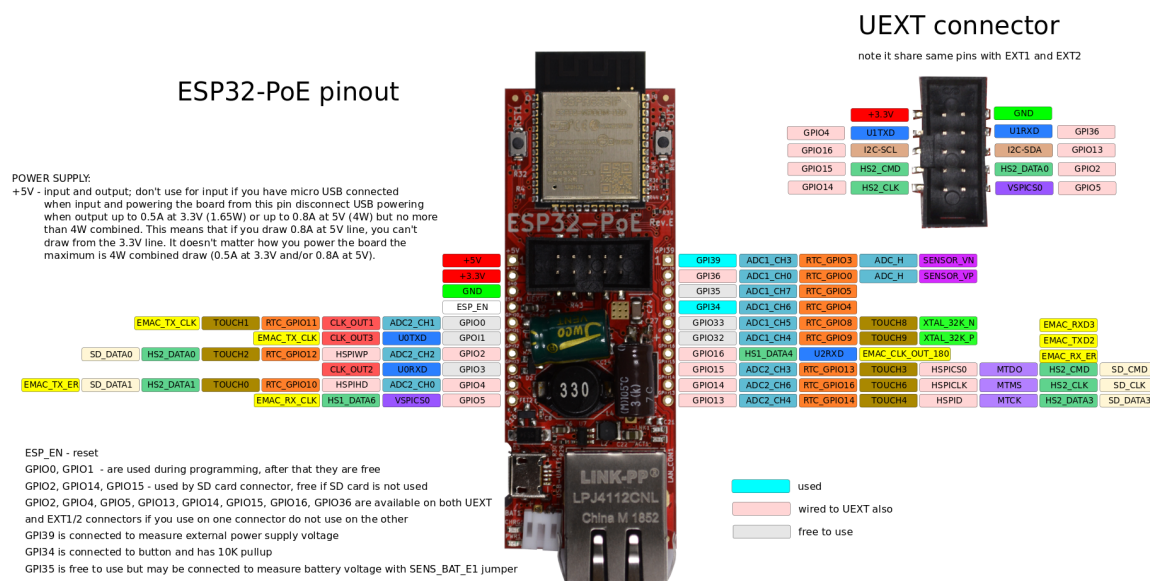 UEXT connector
note it share same pins with EXT1 and EXT2
ESP32-PoE pinout
+3.3V GND
GPIO4 U1TXD U1RXD GPI36
GPIO16 I2C-SCL I2C-SDA GPIO13
GPIO15 HS2_CMD HS2_DATA0 GPIO2
GPIO14 HS2_CLK VSPICS0 GPIO5
POWER SUPPLY:
+5V - input and output; don't use for input if you have micro USB connected
when input and powering the board from this pin disconnect USB powering
when output up to 0.5A at 3.3V (1.65W) or up to 0.8A at 5V (4W) but no more
than 4W combined. This means that if you draw 0.8A at 5V line, you can't
draw from the 3.3V line. It doesn't matter how you power the board the
maximum is 4W combined draw (0.5A at 3.3V and/or 0.8A at 5V).
ESP32-PoE
Rev.E
+5V GPI39 ADC1_CH3 RTC_GPIO3 ADC_H SENSOR_VN
+3.3V GPI36 ADC1_CH0 RTC_GPIO0 ADC_H SENSOR_VP
GND GPI35 ADC1_CH7 RTC_GPIO5
ESP_EN GPI34 ADC1_CH6 RTC_GPIO4
EMAC_TX_CLK TOUCH1 RTC_GPIO11 CLK_OUT1 ADC2_CH1 GPIO0 GPIO33 ADC1_CH5 RTC_GPIO8 TOUCH8 XTAL_32K_N EMAC_RXD3
EMAC_TX_CLK CLK_OUT3 U0TXD GPIO1 GPIO32 ADC1_CH4 RTC_GPIO9 TOUCH9 XTAL_32K_P EMAC_TXD2
SD_DATA0 HS2_DATA0 TOUCH2 RTC_GPIO12 HSPIWP ADC2_CH2 GPIO2 GPIO16 HS1_DATA4 U2RXD EMAC_CLK_OUT_180 EMAC_RX_ER
CLK_OUT2 U0RXD GPIO3 GPIO15 ADC2_CH3 RTC_GPIO13 TOUCH3 HSPICS0 MTDO HS2_CMD SD_CMD
EMAC_TX_ER SD_DATA1 HS2_DATA1 TOUCH0 RTC_GPIO10 HSPIHD ADC2_CH0 GPIO4 GPIO14 ADC2_CH6 RTC_GPIO16 TOUCH6 HSPICLK MTMS HS2_CLK SD_CLK
EMAC_RX_CLK HS1_DATA6 VSPICS0 GPIO5 GPIO13 ADC2_CH4 RTC_GPIO14 TOUCH4 HSPID MTCK HS2_DATA3 SD_DATA3
330
LINK-PP®
LPJ4112CNL
China M 1852
ESP_EN - reset
GPIO0, GPIO1 - are used during programming, after that they are free
GPIO2, GPIO14, GPIO15 - used by SD card connector, free if SD card is not used
GPIO2, GPIO4, GPIO5, GPIO13, GPIO14, GPIO15, GPIO16, GPIO36 are available on both UEXT
and EXT1/2 connectors if you use on one connector do not use on the other
GPI39 is connected to measure external power supply voltage
GPI34 is connected to button and has 10K pullup
GPI35 is free to use but may be connected to measure battery voltage with SENS_BAT_E1 jumper
used
wired to UEXT also
free to use